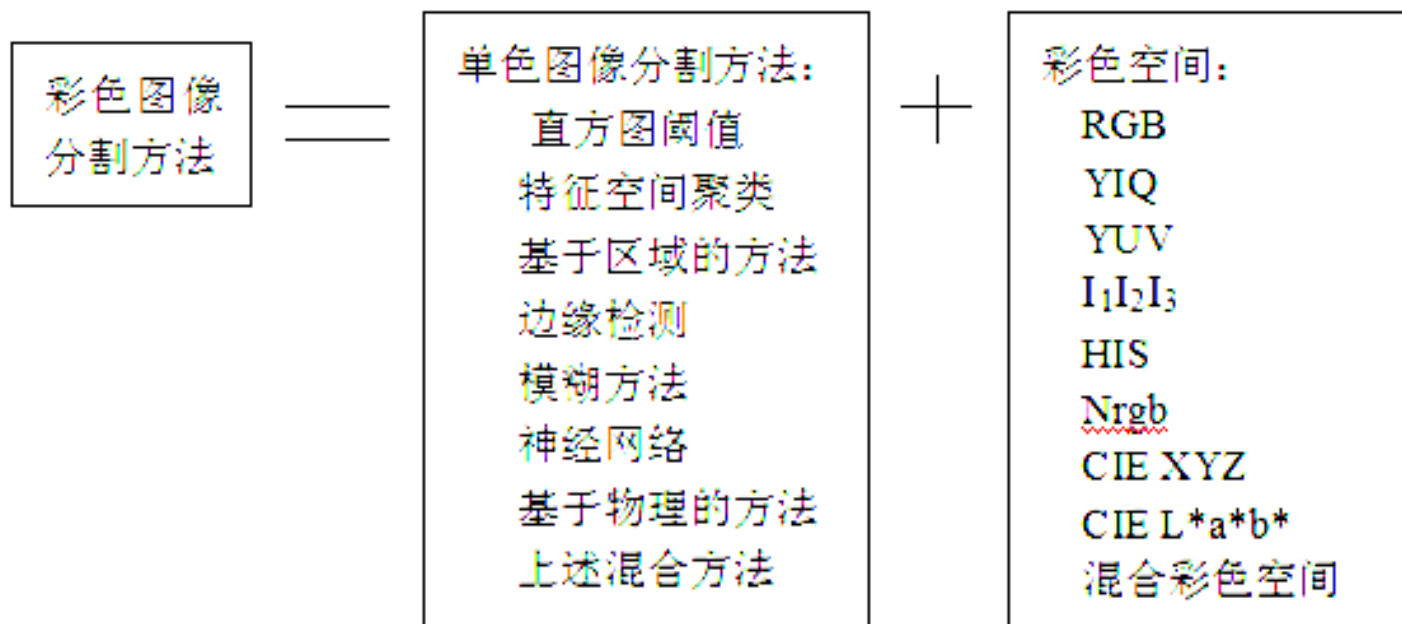 彩色图像
分割方法
单色图像分割方法：
直方图阈值
特征空间聚类
基于区域的方法
边缘检测
模糊方法
神经网络
基于物理的方法
上述混合方法
+
彩色空间：
RGB
YIQ
YUV
I₁I₂I₃
HIS
Nrgb
CIE XYZ
CIE L*a*b*
混合彩色空间